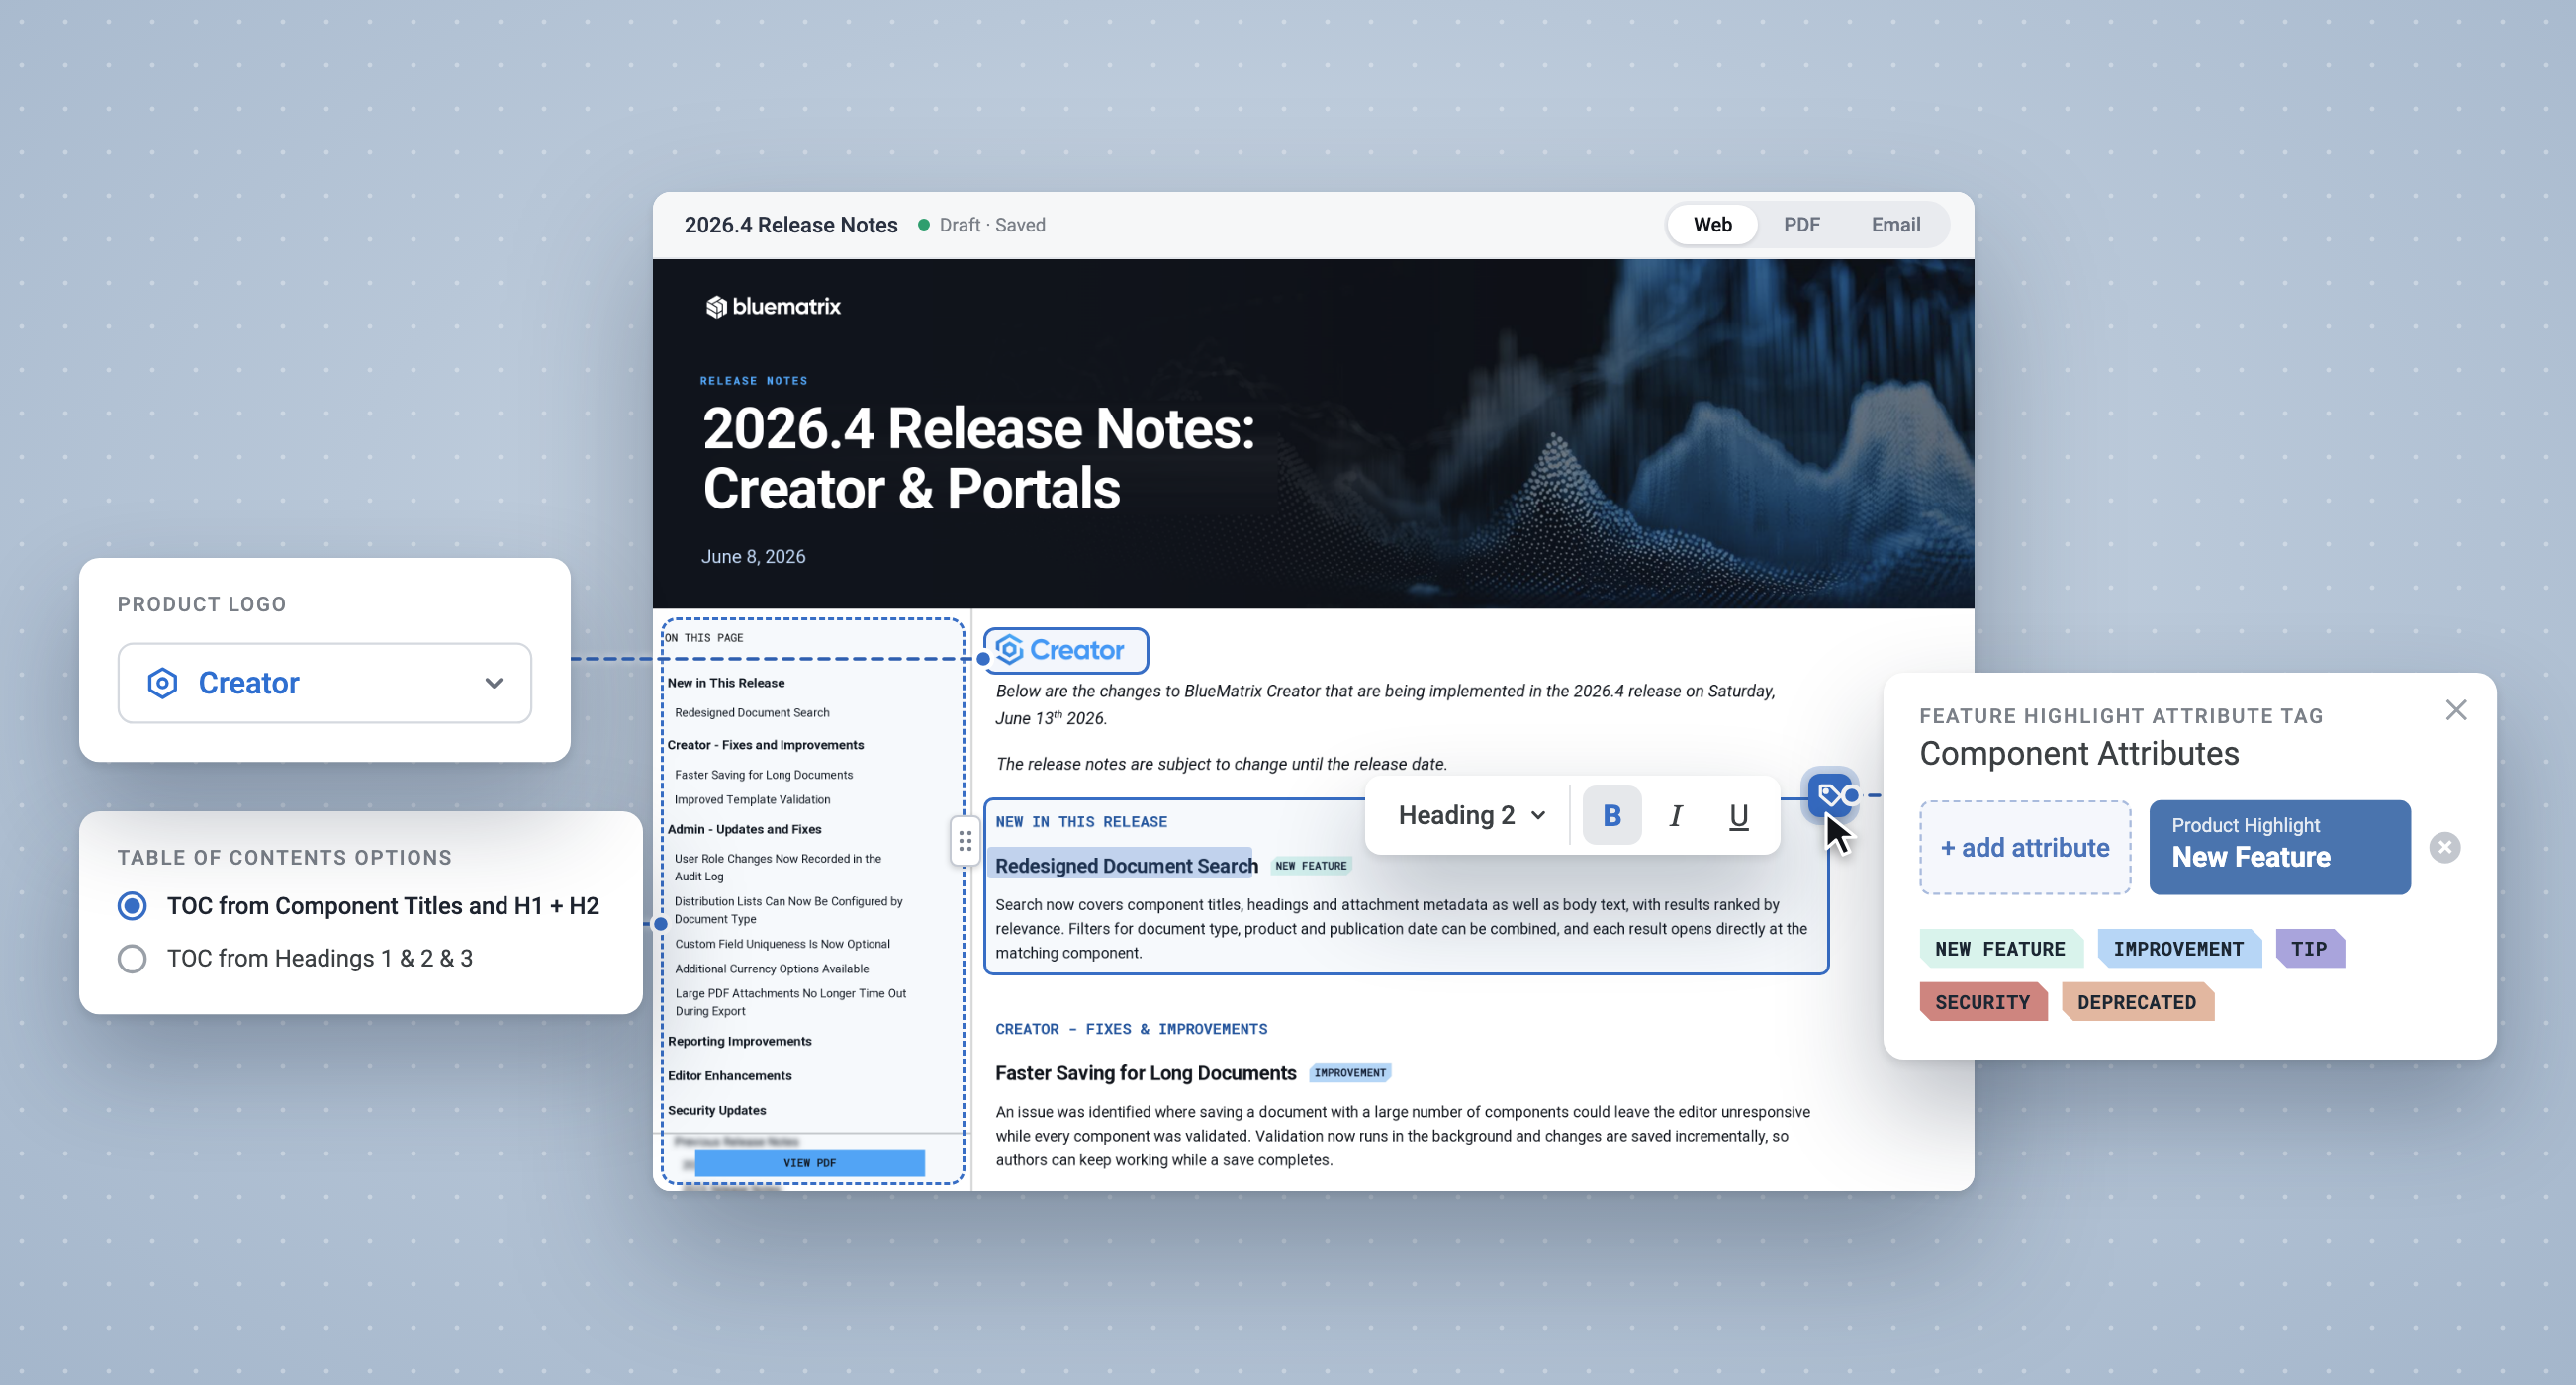 2026.4 Release Notes
Draft · Saved
Web
PDF
Email
bluematrix
RELEASE NOTES
2026.4 Release Notes:
Creator & Portals
June 8, 2026
PRODUCT LOGO
Creator
TABLE OF CONTENTS OPTIONS
TOC from Component Titles and H1 + H2
TOC from Headings 1 & 2 & 3
ON THIS PAGE
New in This Release
Redesigned Document Search
Creator - Fixes and Improvements
Faster Saving for Long Documents
Improved Template Validation
Admin - Updates and Fixes
User Role Changes Now Recorded in the
Audit Log
Distribution Lists Can Now Be Configured by
Document Type
Custom Field Uniqueness Is Now Optional
Additional Currency Options Available
Large PDF Attachments No Longer Time Out
During Export
Reporting Improvements
Editor Enhancements
Security Updates
Previous Release Notes
VIEW PDF
Creator
Below are the changes to BlueMatrix Creator that are being implemented in the 2026.4 release on Saturday,
June 13th 2026.
The release notes are subject to change until the release date.
Heading 2
B
I
U
NEW IN THIS RELEASE
Redesigned Document Search
NEW FEATURE
Search now covers component titles, headings and attachment metadata as well as body text, with results ranked by
relevance. Filters for document type, product and publication date can be combined, and each result opens directly at the
matching component.
CREATOR - FIXES & IMPROVEMENTS
Faster Saving for Long Documents
IMPROVEMENT
An issue was identified where saving a document with a large number of components could leave the editor unresponsive
while every component was validated. Validation now runs in the background and changes are saved incrementally, so
authors can keep working while a save completes.
FEATURE HIGHLIGHT ATTRIBUTE TAG
Component Attributes
+ add attribute
Product Highlight
New Feature
NEW FEATURE
IMPROVEMENT
TIP
SECURITY
DEPRECATED